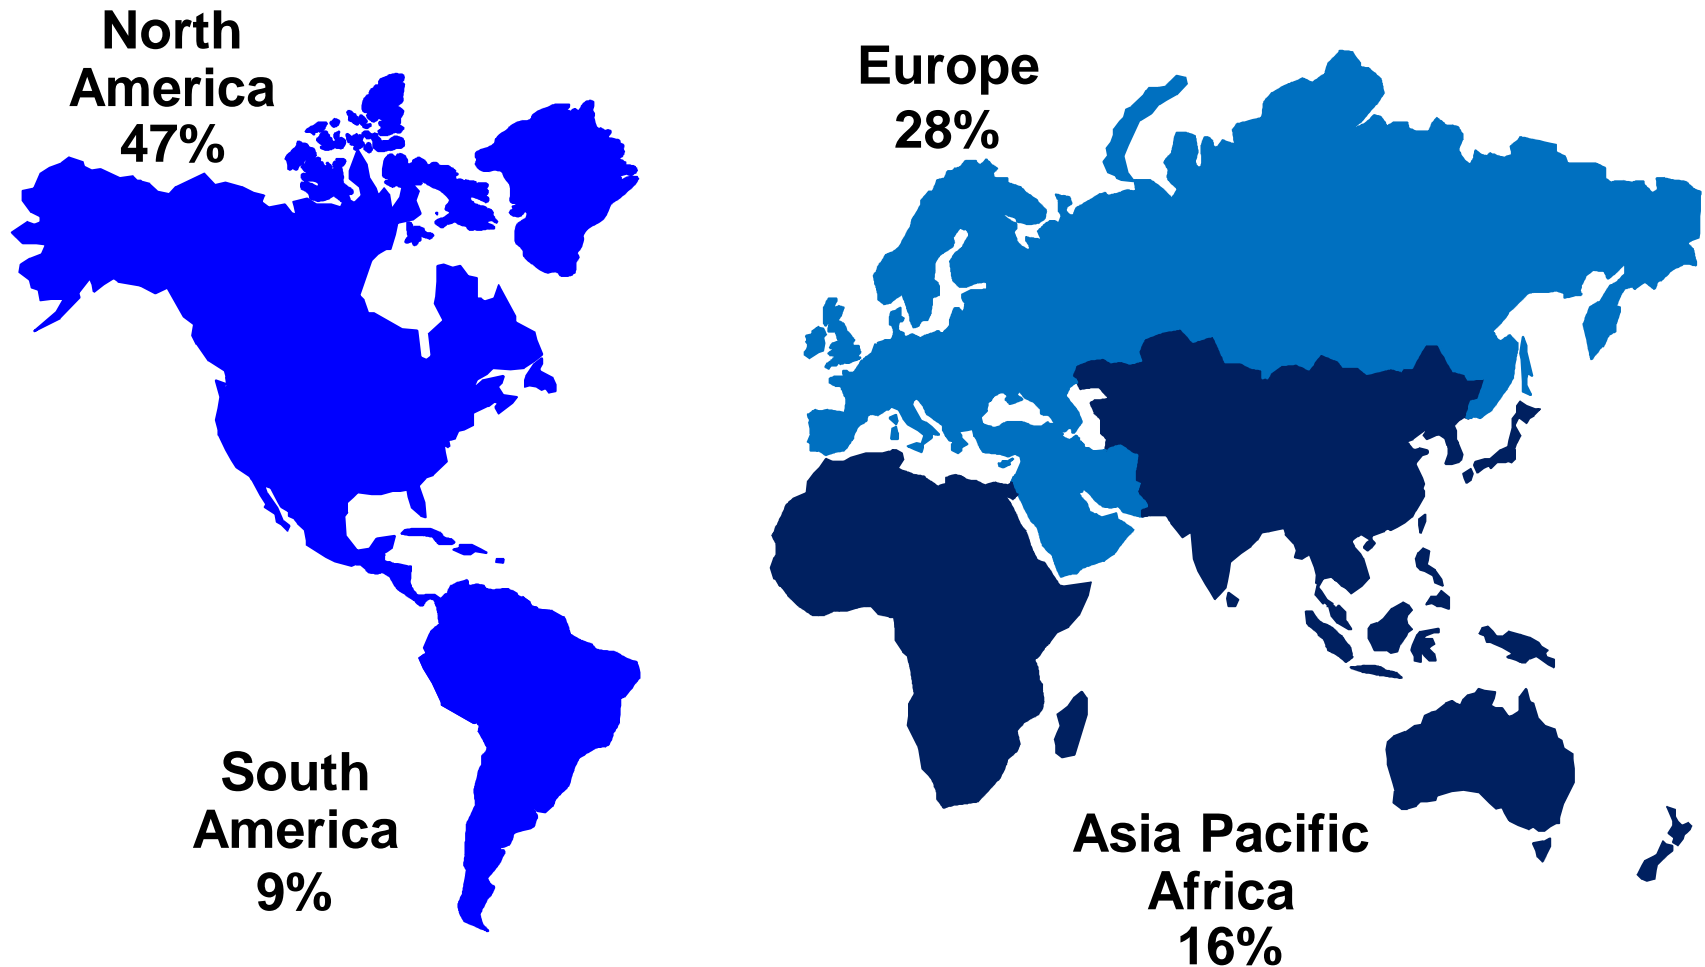 North
America
47%
Europe
28%
South
America
9%
Asia Pacific
Africa
16%